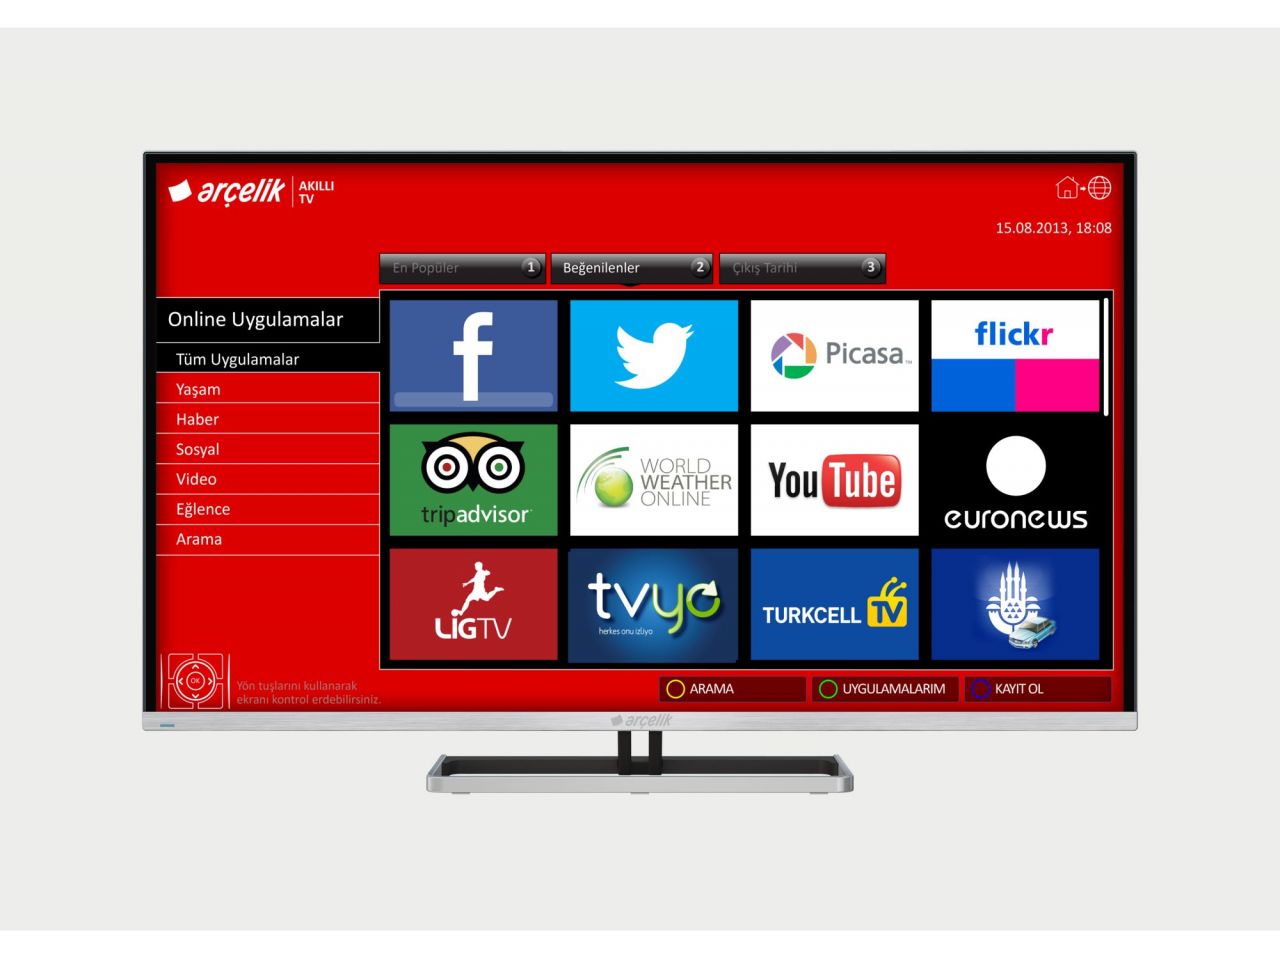 arçelik AKILLI TV
15.08.2013, 18:08
En Popüler 1
Beğenilenler 2
Çıkış Tarihi 3
Online Uygulamalar
Tüm Uygulamalar
Yaşam
Haber
Sosyal
Video
Eğlence
Arama
f
Picasa™
flickr
tripadvisor
WORLD
WEATHER
ONLINE
YouTube
euronews
LİGTV
tvyo
herkes onu izliyo
TURKCELL TV
OK
Yön tuşlarını kullanarak
ekranı kontrol erdebilirsiniz.
ARAMA
UYGULAMALARIM
KAYIT OL
arçelik